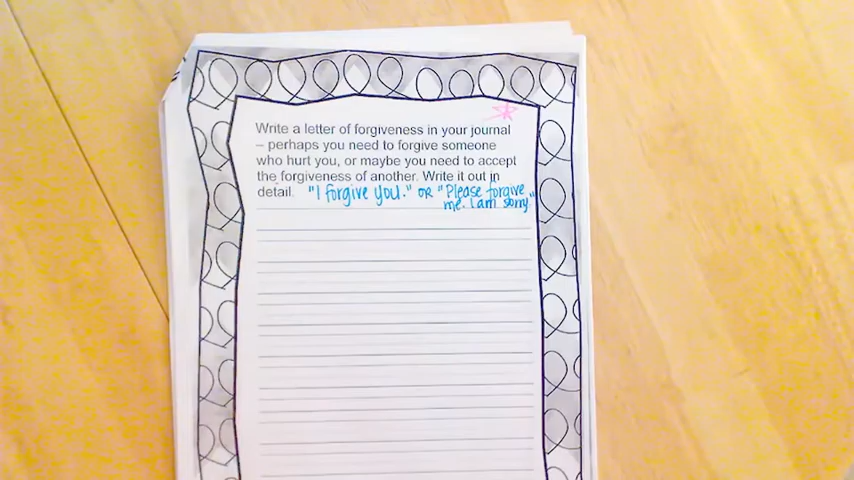 Write a letter of forgiveness in your journal
– perhaps you need to forgive someone
who hurt you, or maybe you need to accept
the forgiveness of another. Write it out in
detail. "I forgive you." OR "Please forgive
me. I am sorry."